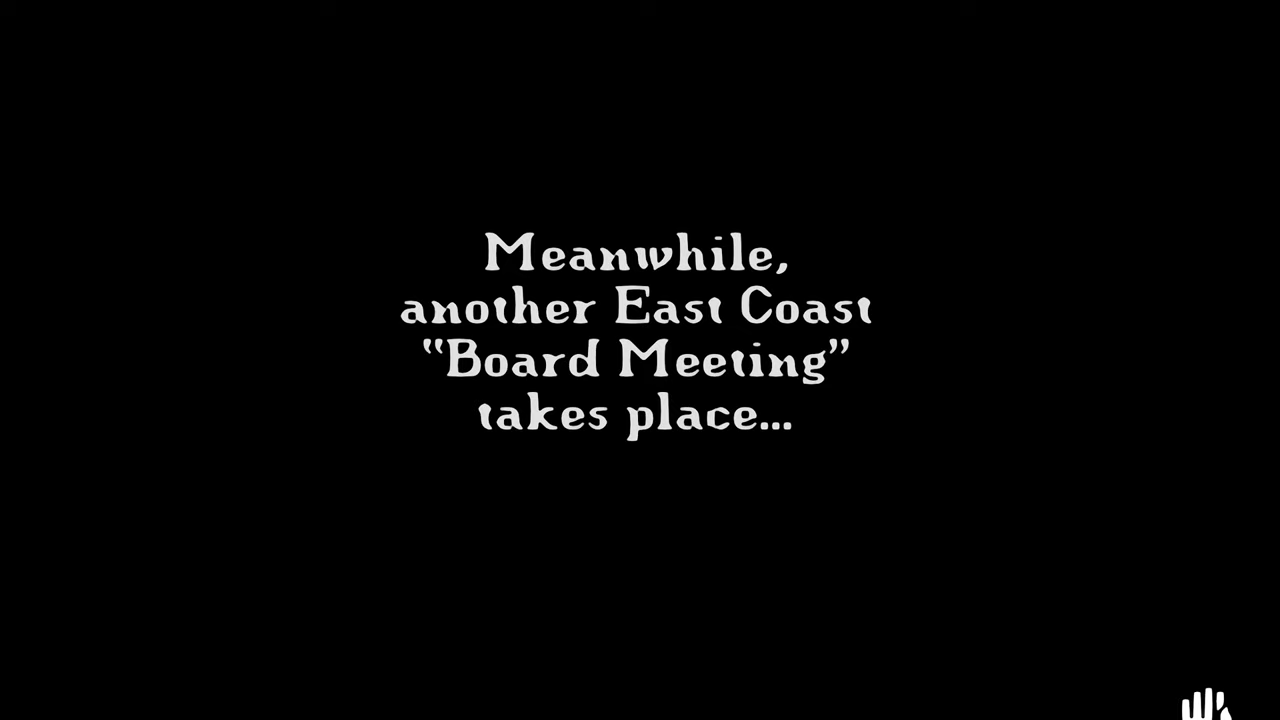 Meanwhile,
another East Coast
“Board Meeting”
takes place...